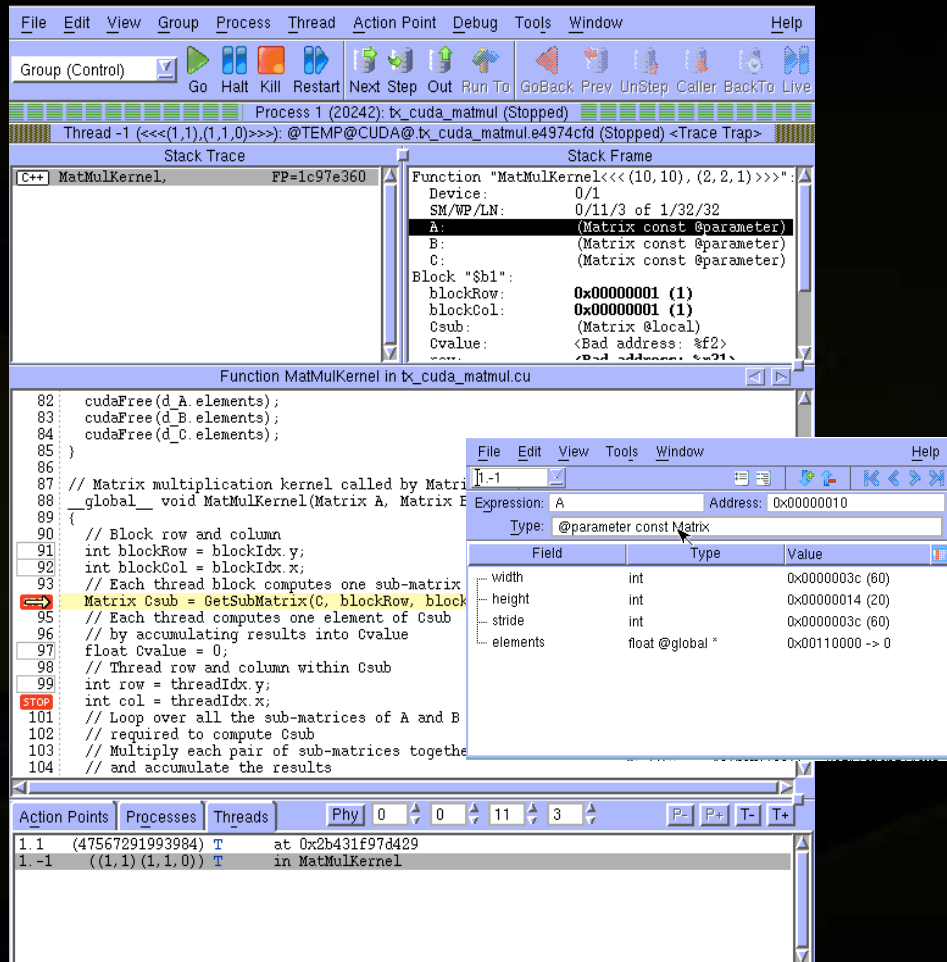 File Edit View Group Process Thread Action Point Debug Tools Window Help
Group (Control)
Go Halt Kill Restart Next Step Out Run To GoBack Prev UnStep Caller BackTo Live
Process 1 (20242): tx_cuda_matmul (Stopped)
Thread -1 (<<<(1,1),(1,1,0)>>>): @TEMP@CUDA@.tx_cuda_matmul.e4974cfd (Stopped) <Trace Trap>
Stack Trace
C++ MatMulKernel, FP=1c97e360
Stack Frame
Function "MatMulKernel<<<(10,10),(2,2,1)>>>":
Device: 0/1
SM/WP/LN: 0/11/3 of 1/32/32
A: (Matrix const @parameter)
B: (Matrix const @parameter)
C: (Matrix const @parameter)
Block "$b1":
blockRow: 0x00000001 (1)
blockCol: 0x00000001 (1)
Csub: (Matrix @local)
Cvalue: <Bad address: %f2>
Function MatMulKernel in tx_cuda_matmul.cu
82 cudaFree(d_A.elements);
83 cudaFree(d_B.elements);
84 cudaFree(d_C.elements);
85 }
86
87 // Matrix multiplication kernel called by Matri
88 __global__ void MatMulKernel(Matrix A, Matrix B
89 {
90 // Block row and column
91 int blockRow = blockIdx.y;
92 int blockCol = blockIdx.x;
93 // Each thread block computes one sub-matrix
Matrix Csub = GetSubMatrix(C, blockRow, block
95 // Each thread computes one element of Csub
96 // by accumulating results into Cvalue
97 float Cvalue = 0;
98 // Thread row and column within Csub
99 int row = threadIdx.y;
STOP int col = threadIdx.x;
101 // Loop over all the sub-matrices of A and B
102 // required to compute Csub
103 // Multiply each pair of sub-matrices togethe
104 // and accumulate the results
File Edit View Tools Window Help
1.-1
Expression: A Address: 0x00000010
Type: @parameter const Matrix
Field Type Value
width int 0x0000003c (60)
height int 0x00000014 (20)
stride int 0x0000003c (60)
elements float @global * 0x00110000 -> 0
Action Points Processes Threads Phy 0 0 11 3 P- P+ T- T+
1.1 (47567291993984) T at 0x2b431f97d429
1.-1 ((1,1)(1,1,0)) T in MatMulKernel